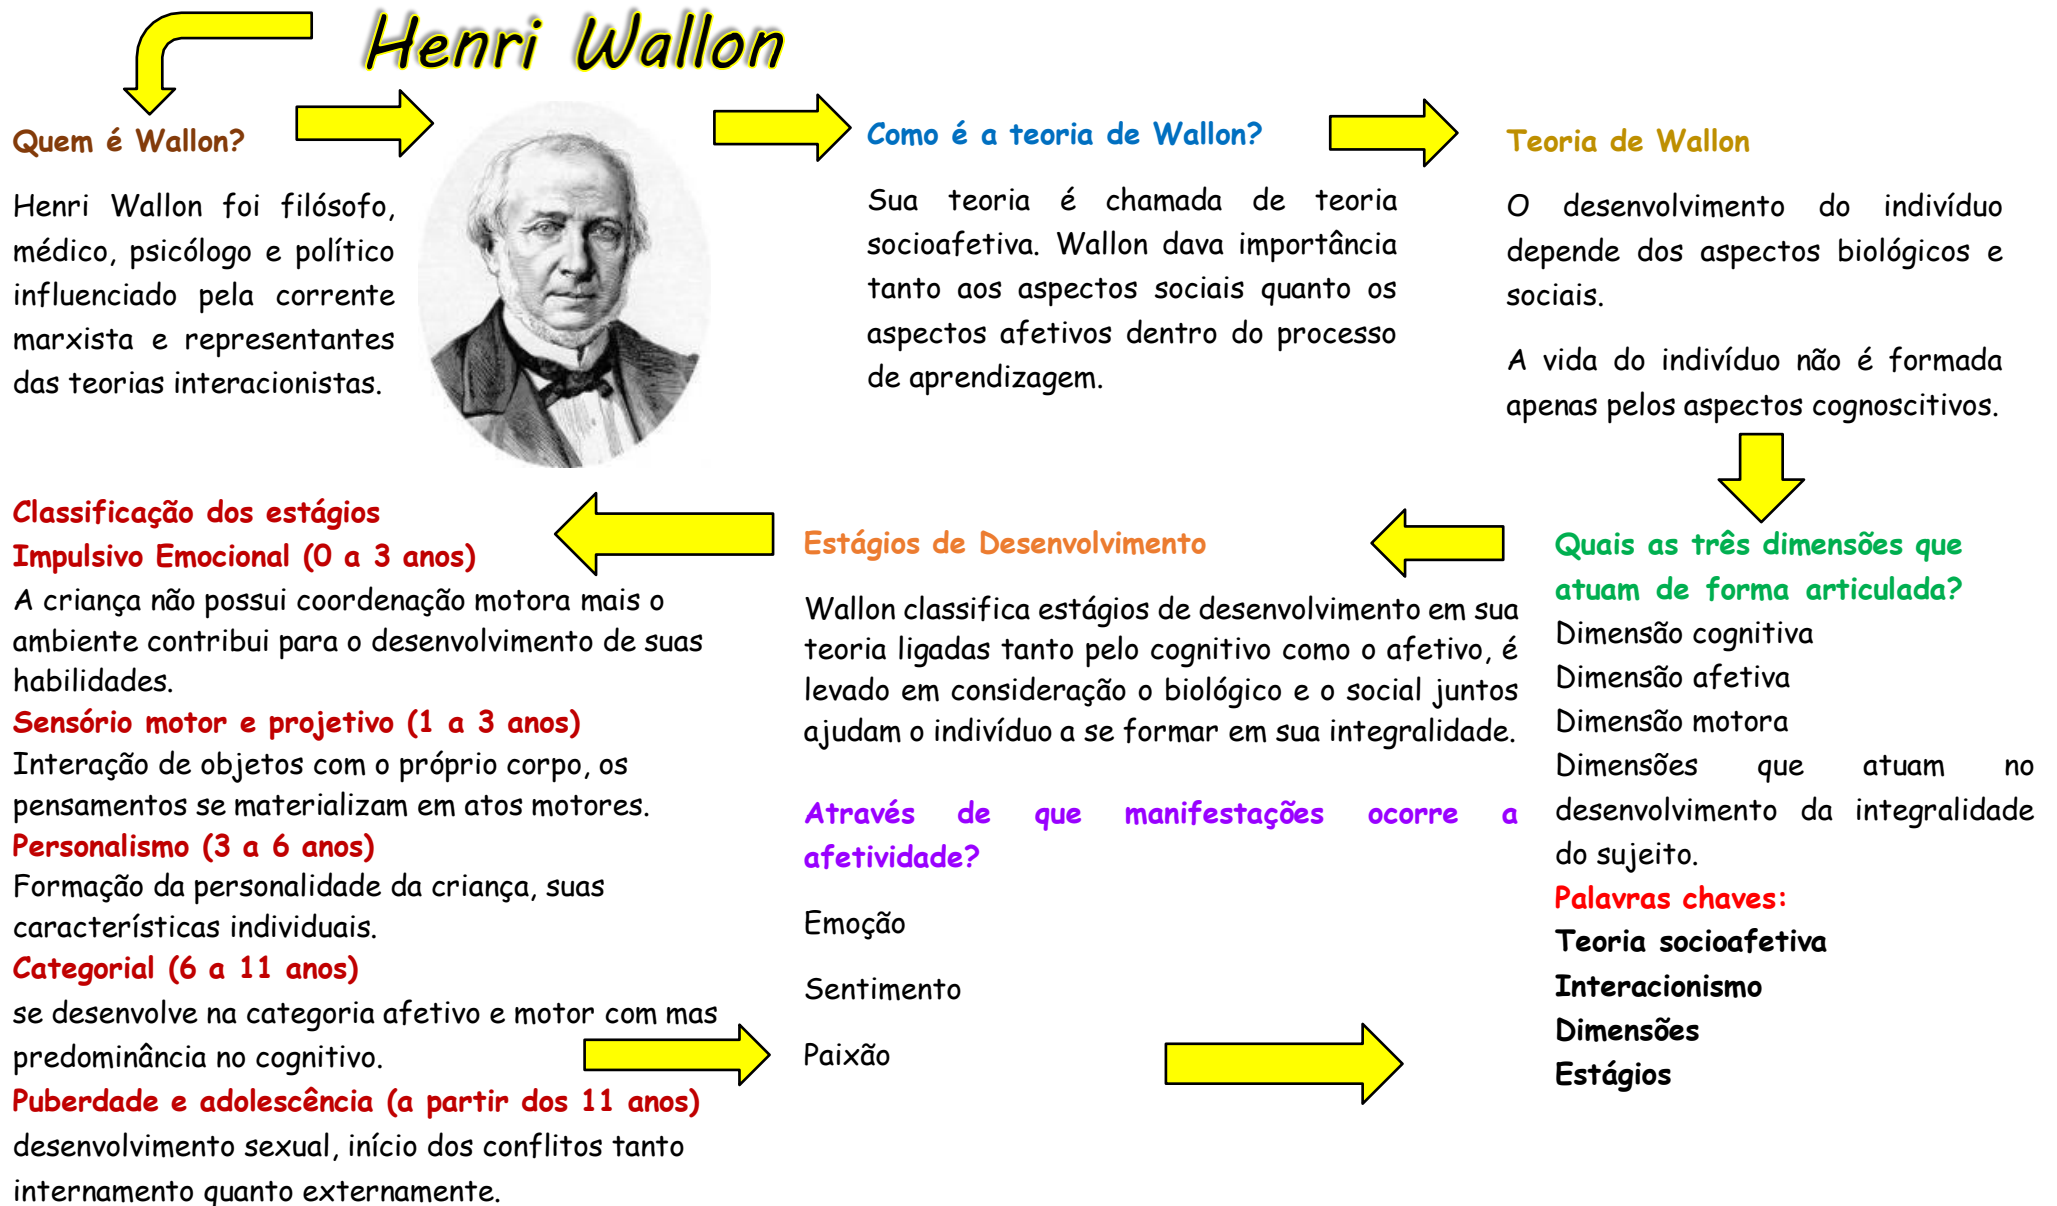 Henri Wallon
Quem é Wallon?
Henri Wallon foi filósofo,
médico, psicólogo e político
influenciado pela corrente
marxista e representantes
das teorias interacionistas.
Como é a teoria de Wallon?
Sua teoria é chamada de teoria
socioafetiva. Wallon dava importância
tanto aos aspectos sociais quanto os
aspectos afetivos dentro do processo
de aprendizagem.
Teoria de Wallon
O desenvolvimento do indivíduo
depende dos aspectos biológicos e
sociais.
A vida do indivíduo não é formada
apenas pelos aspectos cognoscitivos.
Quais as três dimensões que
atuam de forma articulada?
Dimensão cognitiva
Dimensão afetiva
Dimensão motora
Dimensões que atuam no
desenvolvimento da integralidade
do sujeito.
Estágios de Desenvolvimento
Wallon classifica estágios de desenvolvimento em sua
teoria ligadas tanto pelo cognitivo como o afetivo, é
levado em consideração o biológico e o social juntos
ajudam o indivíduo a se formar em sua integralidade.
Classificação dos estágios
Impulsivo Emocional (0 a 3 anos)
A criança não possui coordenação motora mais o
ambiente contribui para o desenvolvimento de suas
habilidades.
Sensório motor e projetivo (1 a 3 anos)
Interação de objetos com o próprio corpo, os
pensamentos se materializam em atos motores.
Personalismo (3 a 6 anos)
Formação da personalidade da criança, suas
características individuais.
Categorial (6 a 11 anos)
se desenvolve na categoria afetivo e motor com mas
predominância no cognitivo.
Puberdade e adolescência (a partir dos 11 anos)
desenvolvimento sexual, início dos conflitos tanto
internamento quanto externamente.
Através de que manifestações ocorre a
afetividade?
Emoção
Sentimento
Paixão
Palavras chaves:
Teoria socioafetiva
Interacionismo
Dimensões
Estágios